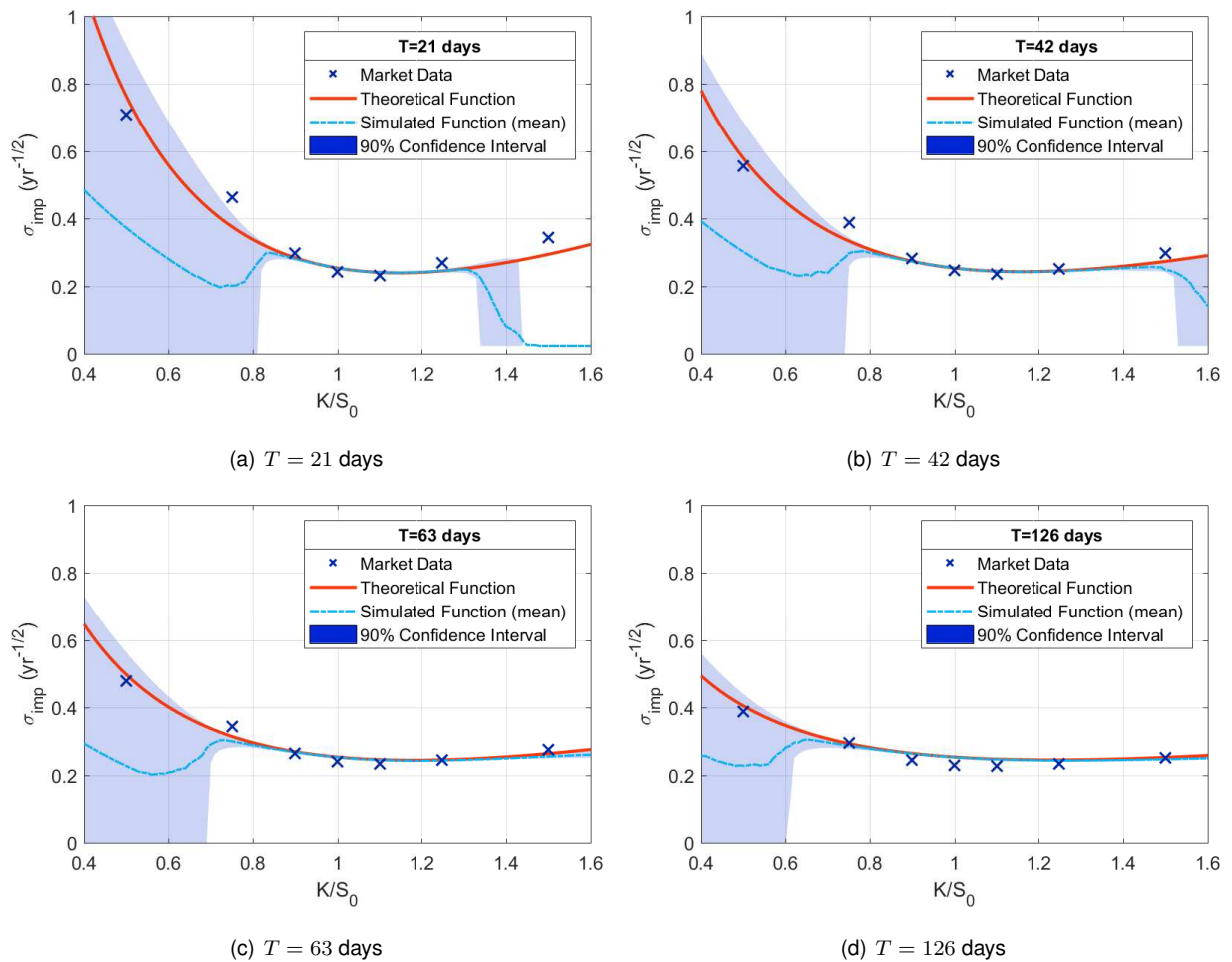 T=21 days
Market Data
Theoretical Function
Simulated Function (mean)
90% Confidence Interval
1
0.8
0.6
0.4
0.2
0
σimp (yr-1/2)
0.4 0.6 0.8 1 1.2 1.4 1.6
K/S0
(a) T = 21 days
T=42 days
Market Data
Theoretical Function
Simulated Function (mean)
90% Confidence Interval
1
0.8
0.6
0.4
0.2
0
σimp (yr-1/2)
0.4 0.6 0.8 1 1.2 1.4 1.6
K/S0
(b) T = 42 days
T=63 days
Market Data
Theoretical Function
Simulated Function (mean)
90% Confidence Interval
1
0.8
0.6
0.4
0.2
0
σimp (yr-1/2)
0.4 0.6 0.8 1 1.2 1.4 1.6
K/S0
(c) T = 63 days
T=126 days
Market Data
Theoretical Function
Simulated Function (mean)
90% Confidence Interval
1
0.8
0.6
0.4
0.2
0
σimp (yr-1/2)
0.4 0.6 0.8 1 1.2 1.4 1.6
K/S0
(d) T = 126 days